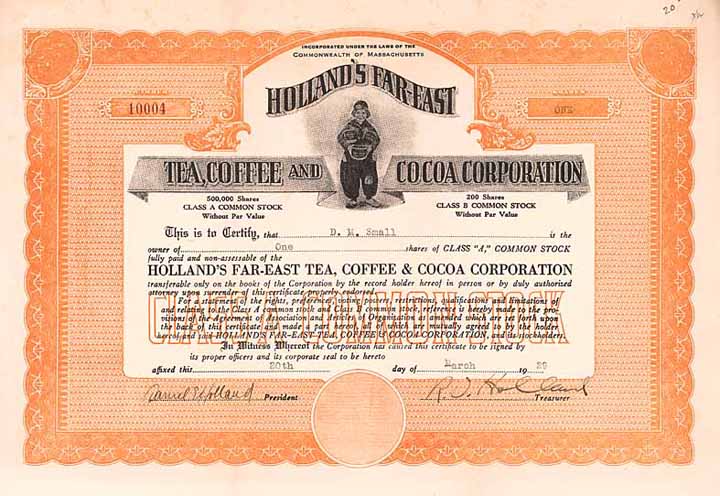 20
INCORPORATED UNDER THE LAWS OF THE
COMMONWEALTH OF MASSACHUSETTS
10004
ONE
HOLLAND'S FAR-EAST
TEA, COFFEE AND COCOA CORPORATION
500,000 Shares
CLASS A COMMON STOCK
Without Par Value
200 Shares
CLASS B COMMON STOCK
Without Par Value
This is to Certify, that D. M. Small is the
owner of One shares of CLASS "A," COMMON STOCK
fully paid and non-assessable of the
HOLLAND'S FAR-EAST TEA, COFFEE & COCOA CORPORATION
transferable only on the books of the Corporation by the record holder hereof in person or by duly authorized
attorney upon surrender of this certificate properly endorsed.
For a statement of the rights, preferences, voting powers, restrictions, qualifications and limitations of
and relating to the Class A common stock and Class B common stock, reference is hereby made to the pro-
visions of the Agreement of Association and Articles of Organization as amended which are set forth upon
the back of this certificate and made a part hereof, all of which are mutually agreed to by the holder
hereof, HOLLAND'S FAR-EAST TEA, COFFEE & COCOA CORPORATION, and its stockholders.
CLASS A COMMON STOCK
In Witness Whereof the Corporation has caused this certificate to be signed by
its proper officers and its corporate seal to be hereto
affixed this 20th day of March 1929
Daniel Holland President
R. J. Holland Treasurer